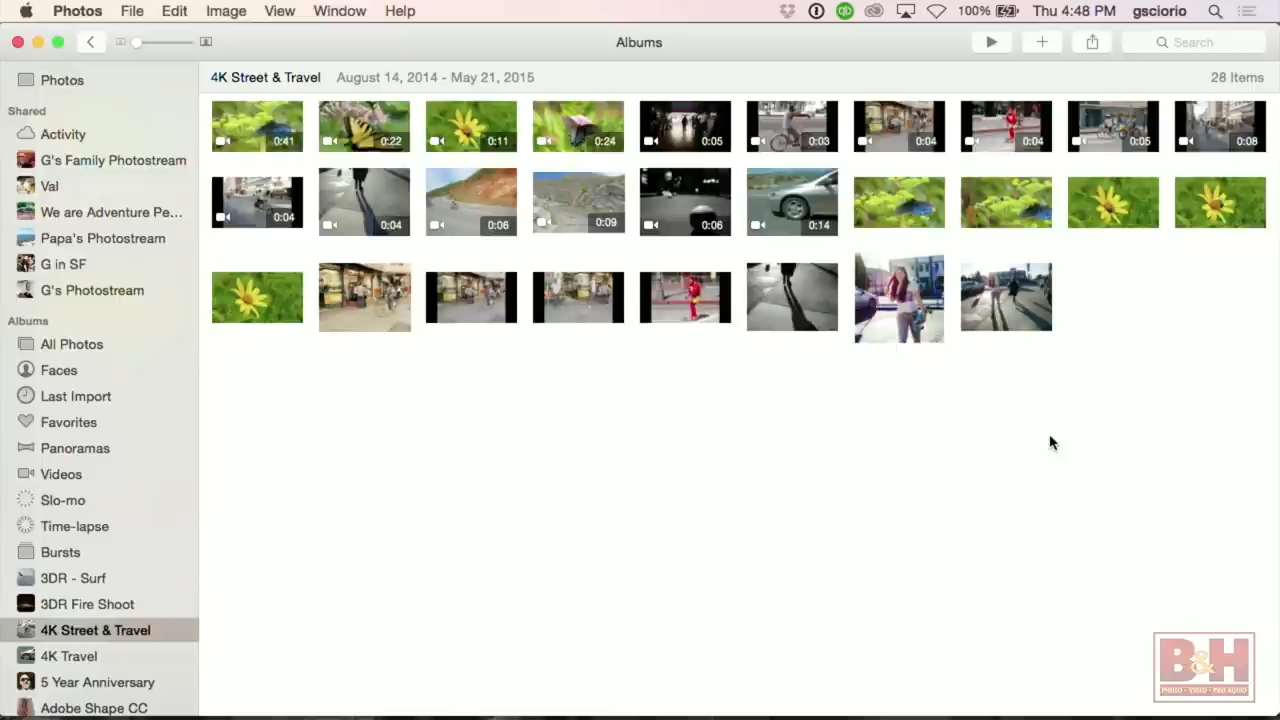 Photos File Edit Image View Window Help 100% Thu 4:48 PM gsciorio
Albums Search
4K Street & Travel August 14, 2014 - May 21, 2015 28 Items
Photos
Shared
Activity
G's Family Photostream
Val
We are Adventure Pe...
Papa's Photostream
G in SF
G's Photostream
Albums
All Photos
Faces
Last Import
Favorites
Panoramas
Videos
Slo-mo
Time-lapse
Bursts
3DR - Surf
3DR Fire Shoot
4K Street & Travel
4K Travel
5 Year Anniversary
Adobe Shape CC
0:41 0:22 0:11 0:24 0:05 0:03 0:04 0:04 0:05 0:08
0:04 0:04 0:06 0:09 0:06 0:14
B&H
PHOTO - VIDEO - PRO AUDIO